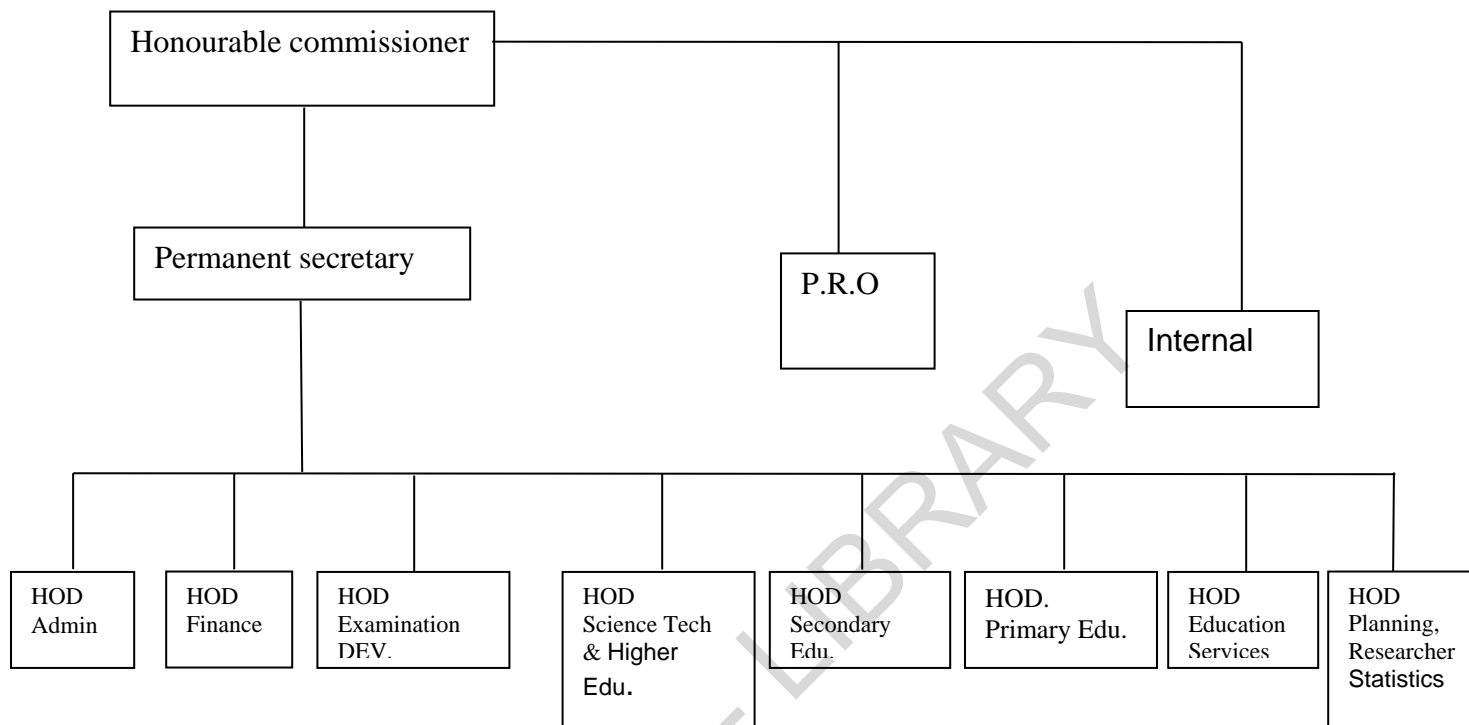 Honourable commissioner
Permanent secretary
P.R.O
Internal
HOD
Admin
HOD
Finance
HOD
Examination
DEV.
HOD
Science Tech
& Higher
Edu.
HOD
Secondary
Edu.
HOD.
Primary Edu.
HOD
Education
Services
HOD
Planning,
Researcher
Statistics
LIBRARY